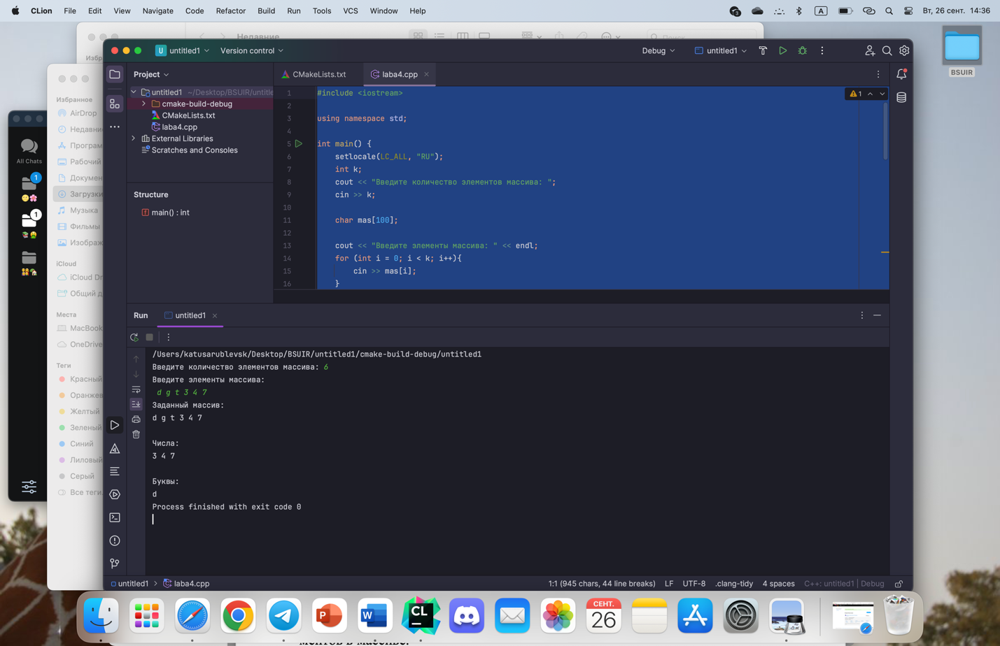 CLion File Edit View Navigate Code Refactor Build Run Tools VCS Window Help
3 A Вт, 26 сент. 14:36
Недавние Поиск
Избр
BSUIR
U untitled1 Version control Debug untitled1
Project
untitled1 ~/Desktop/BSUIR/untitle
cmake-build-debug
CMakeLists.txt
laba4.cpp
External Libraries
Scratches and Consoles
Structure
main() : int
CMakeLists.txt laba4.cpp
1
1 #include <iostream>
2
3 using namespace std;
4
5 int main() {
6 setlocale(LC_ALL, "RU");
7 int k;
8 cout << "Введите количество элементов массива: ";
9 cin >> k;
10
11 char mas[100];
12
13 cout << "Введите элементы массива: " << endl;
14 for (int i = 0; i < k; i++){
15 cin >> mas[i];
16 }
All Chats
1
1
Избранное
AirDrop
Недавни
Програм
Рабочий
Докумен
Загрузки
Музыка
Фильмы
Изображ
iCloud
iCloud Dr
Общий д
Места
MacBook
OneDrive
Теги
Красный
Оранжев
Желтый
Зеленый
Синий
Лиловый
Серый
Все теги
Run untitled1
/Users/katusarublevsk/Desktop/BSUIR/untitled1/cmake-build-debug/untitled1
Введите количество элементов массива: 6
Введите элементы массива:
d g t 3 4 7
Заданный массив:
d g t 3 4 7
Числа:
3 4 7
Буквы:
d
Process finished with exit code 0
untitled1 laba4.cpp 1:1 (945 chars, 44 line breaks) LF UTF-8 .clang-tidy 4 spaces C++: untitled1 | Debug
P W CL СЕНТ. 26
ментов в массиве.